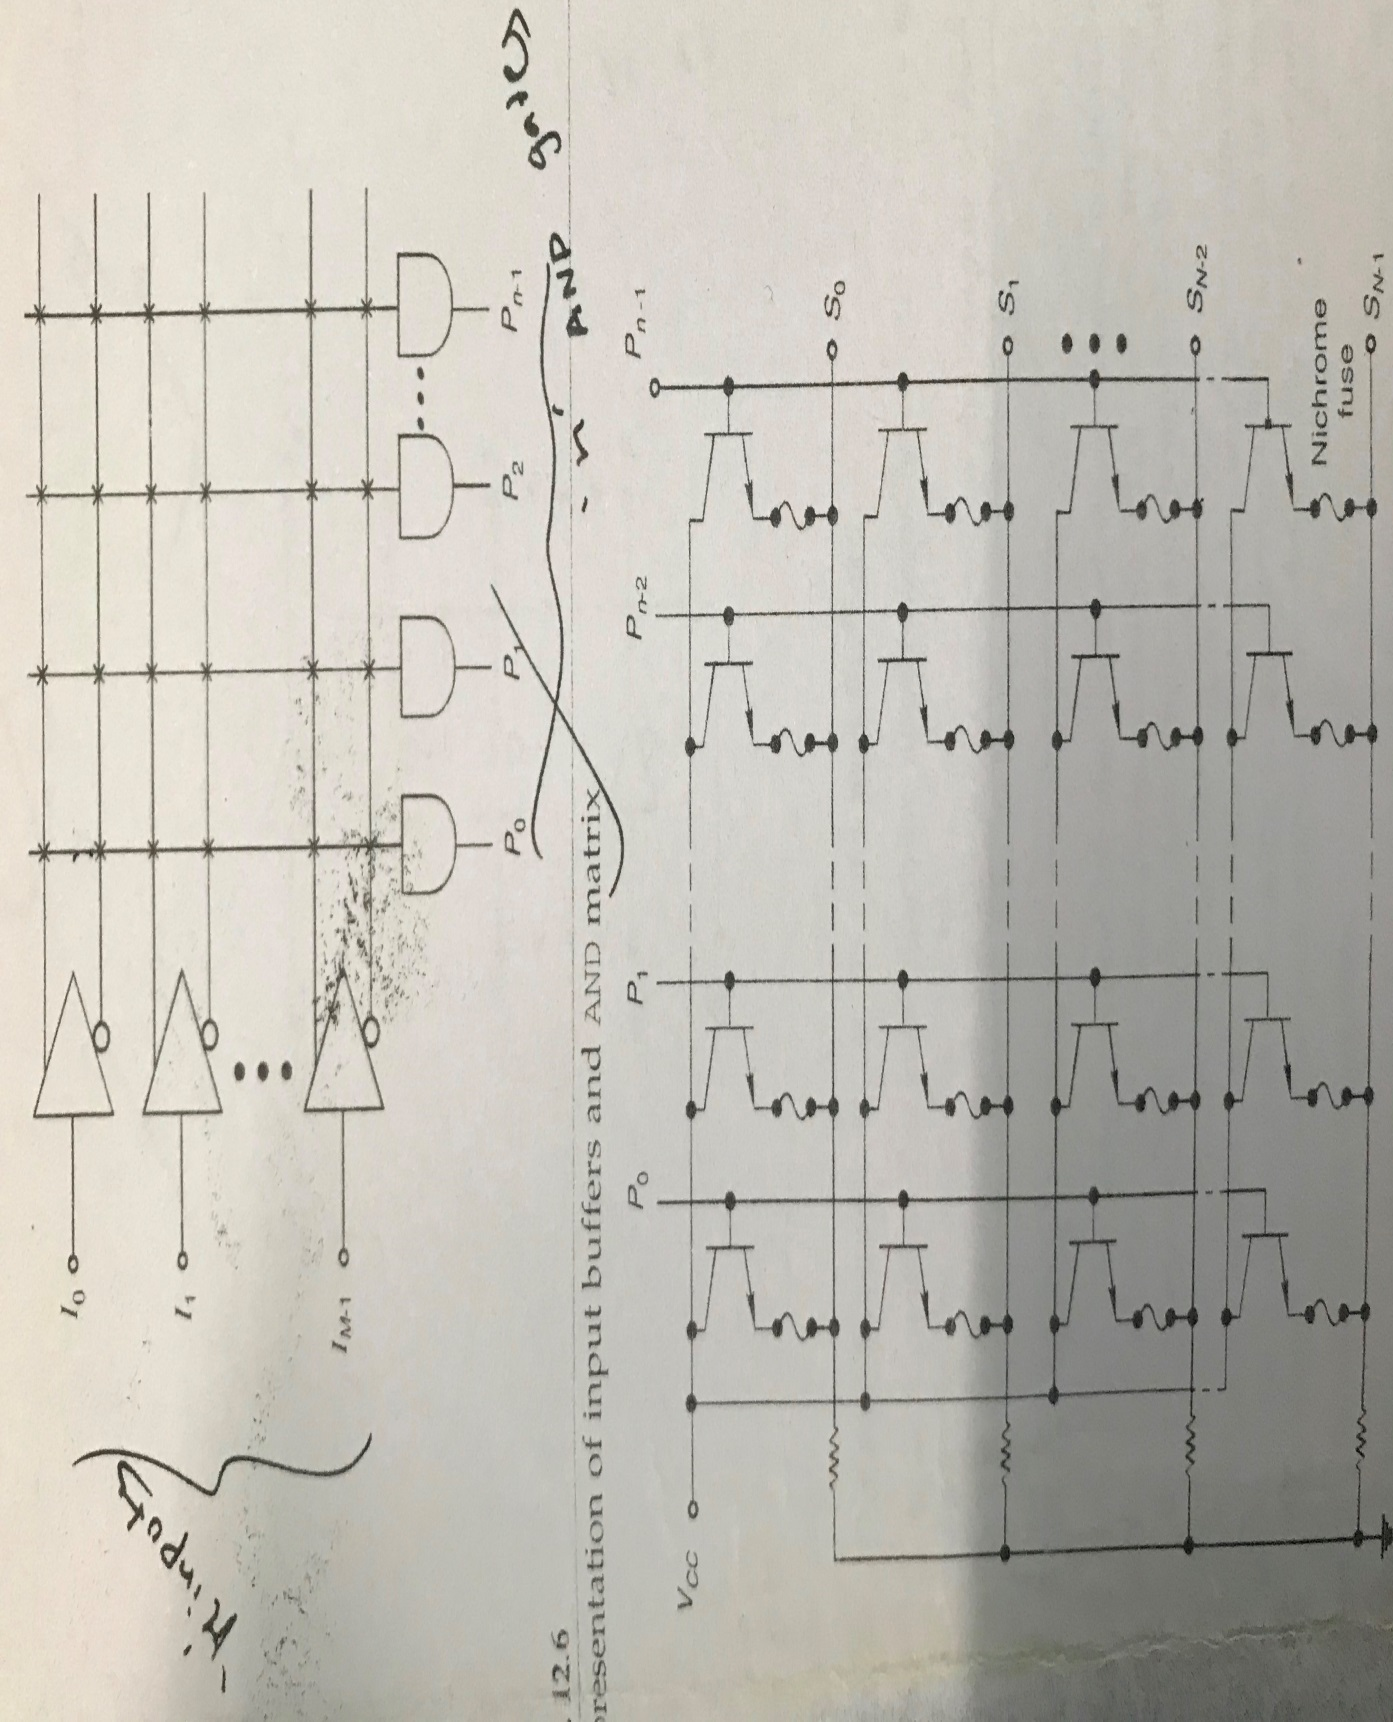 I0
I1
IM-1
P0 P1 P2 Pn-1
- n' AND gate
. 12.6
presentation of input buffers and AND matrix
P0 P1 Pn-2 Pn-1
VCC
S0
S1
SN-2
Nichrome
fuse
SN-1